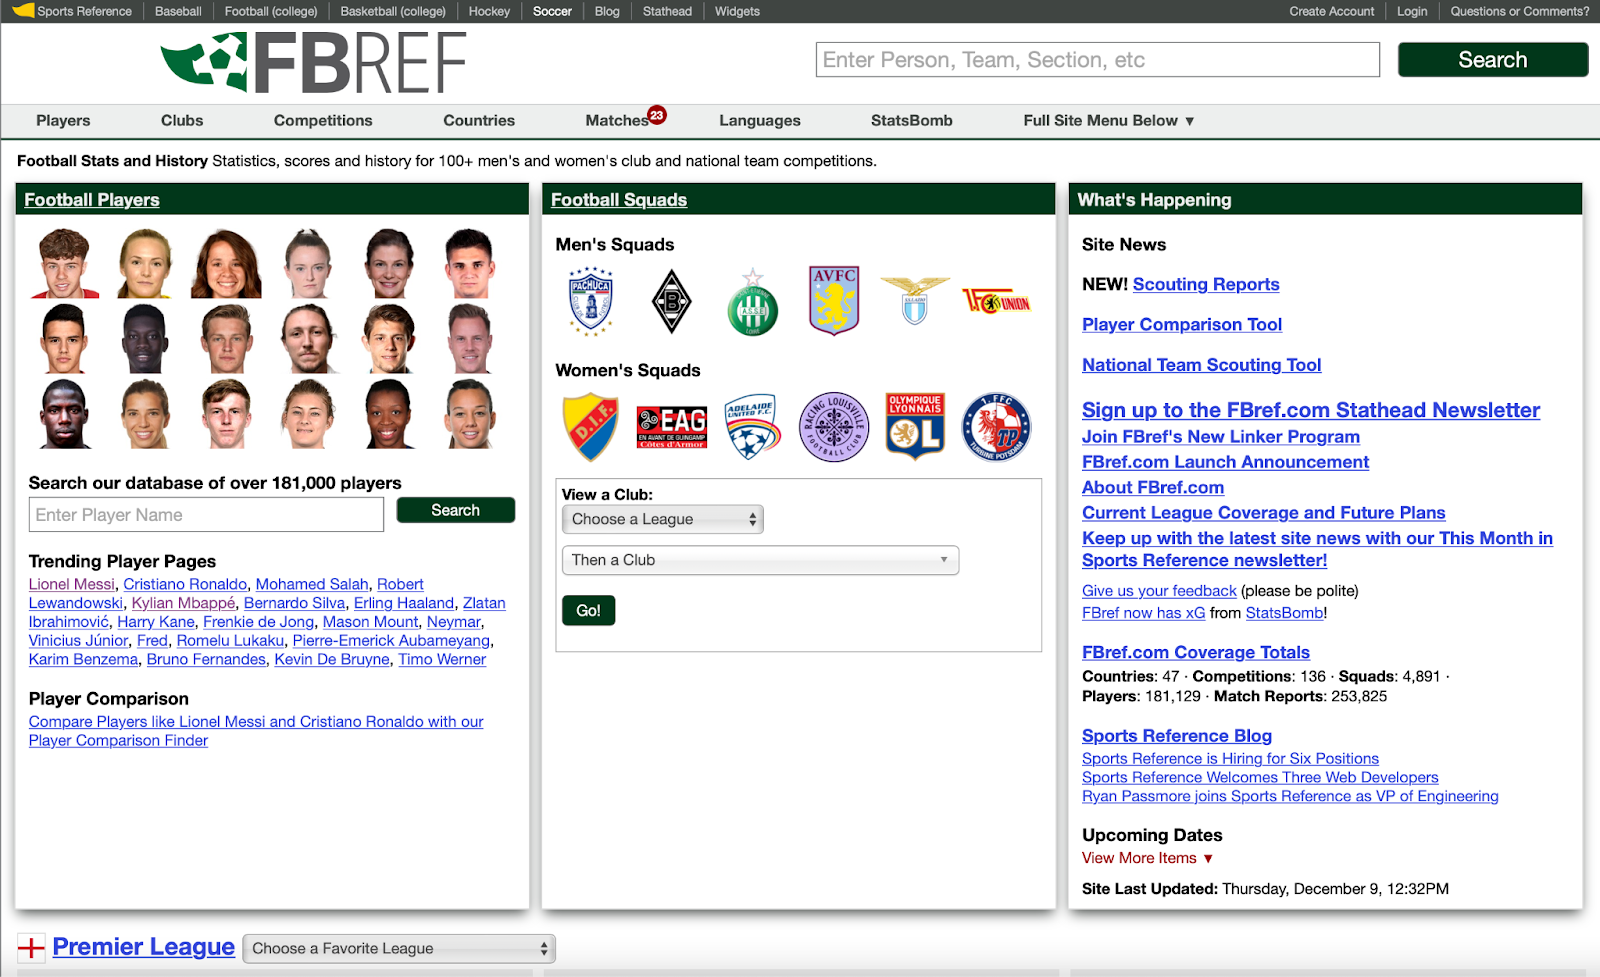 Sports Reference
Baseball
Football (college)
Basketball (college)
Hockey
Soccer
Blog
Stathead
Widgets
Create Account
Login
Questions or Comments?
FBREF
Enter Person, Team, Section, etc
Search
Players
Clubs
Competitions
Countries
Matches 23
Languages
StatsBomb
Full Site Menu Below ▼
Football Stats and History Statistics, scores and history for 100+ men's and women's club and national team competitions.
Football Players
Search our database of over 181,000 players
Enter Player Name
Search
Trending Player Pages
Lionel Messi, Cristiano Ronaldo, Mohamed Salah, Robert
Lewandowski, Kylian Mbappé, Bernardo Silva, Erling Haaland, Zlatan
Ibrahimović, Harry Kane, Frenkie de Jong, Mason Mount, Neymar,
Vinicius Júnior, Fred, Romelu Lukaku, Pierre-Emerick Aubameyang,
Karim Benzema, Bruno Fernandes, Kevin De Bruyne, Timo Werner
Player Comparison
Compare Players like Lionel Messi and Cristiano Ronaldo with our
Player Comparison Finder
Football Squads
Men's Squads
PACHUCA
B
A.S.S.E
LOIRE
AVFC
S.S.LAZIO
1.FC UNION
Women's Squads
D.I.F.
EAG
EN AVANT DE GUINGAMP
Côtes d'Armor
ADELAIDE
UNITED F.C.
RACING LOUISVILLE
FOOTBALL CLUB
OLYMPIQUE
LYONNAIS
OL
1. FFC
TP
TURBINE POTSDAM
View a Club:
Choose a League
Then a Club
Go!
What's Happening
Site News
NEW! Scouting Reports
Player Comparison Tool
National Team Scouting Tool
Sign up to the FBref.com Stathead Newsletter
Join FBref's New Linker Program
FBref.com Launch Announcement
About FBref.com
Current League Coverage and Future Plans
Keep up with the latest site news with our This Month in
Sports Reference newsletter!
Give us your feedback (please be polite)
FBref now has xG from StatsBomb!
FBref.com Coverage Totals
Countries: 47 · Competitions: 136 · Squads: 4,891 ·
Players: 181,129 · Match Reports: 253,825
Sports Reference Blog
Sports Reference is Hiring for Six Positions
Sports Reference Welcomes Three Web Developers
Ryan Passmore joins Sports Reference as VP of Engineering
Upcoming Dates
View More Items ▼
Site Last Updated: Thursday, December 9, 12:32PM
Premier League
Choose a Favorite League